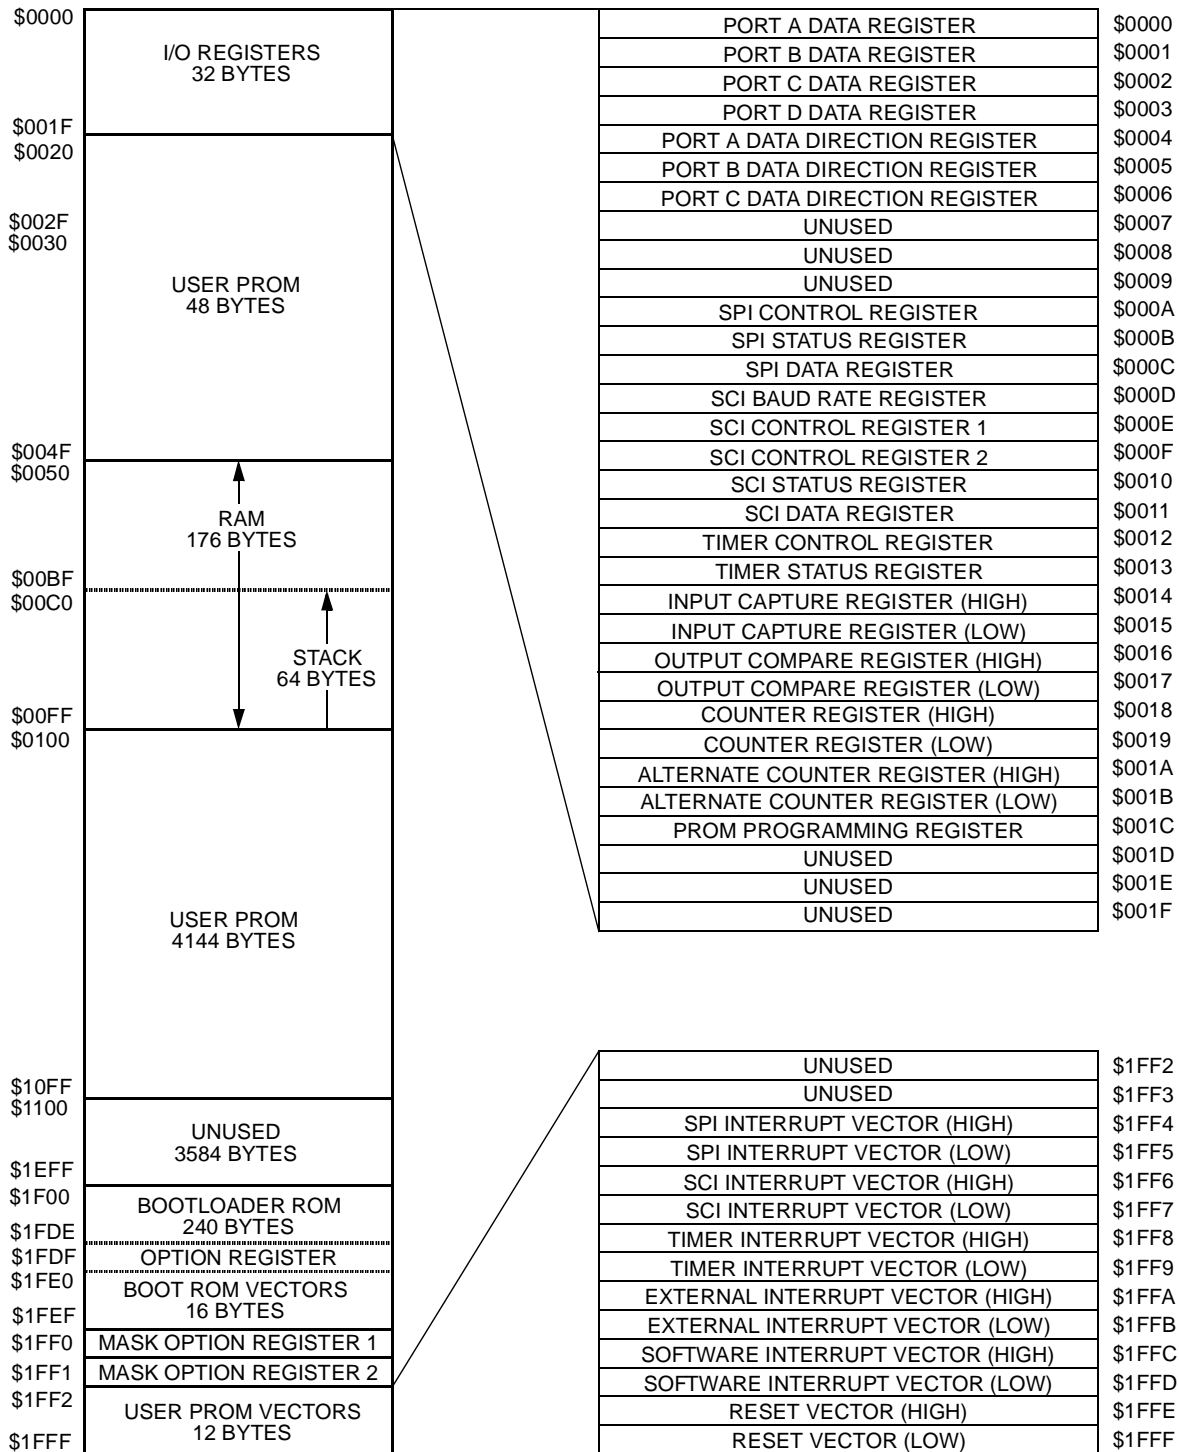 $0000
I/O REGISTERS
32 BYTES
$001F
$0020
$002F
$0030
USER PROM
48 BYTES
$004F
$0050
RAM
176 BYTES
$00BF
$00C0
STACK
64 BYTES
$00FF
$0100
USER PROM
4144 BYTES
$10FF
$1100
UNUSED
3584 BYTES
$1EFF
$1F00
BOOTLOADER ROM
240 BYTES
$1FDE
$1FDF OPTION REGISTER
$1FE0
BOOT ROM VECTORS
16 BYTES
$1FEF
$1FF0 MASK OPTION REGISTER 1
$1FF1 MASK OPTION REGISTER 2
$1FF2
USER PROM VECTORS
12 BYTES
$1FFF
PORT A DATA REGISTER $0000
PORT B DATA REGISTER $0001
PORT C DATA REGISTER $0002
PORT D DATA REGISTER $0003
PORT A DATA DIRECTION REGISTER $0004
PORT B DATA DIRECTION REGISTER $0005
PORT C DATA DIRECTION REGISTER $0006
UNUSED $0007
UNUSED $0008
UNUSED $0009
SPI CONTROL REGISTER $000A
SPI STATUS REGISTER $000B
SPI DATA REGISTER $000C
SCI BAUD RATE REGISTER $000D
SCI CONTROL REGISTER 1 $000E
SCI CONTROL REGISTER 2 $000F
SCI STATUS REGISTER $0010
SCI DATA REGISTER $0011
TIMER CONTROL REGISTER $0012
TIMER STATUS REGISTER $0013
INPUT CAPTURE REGISTER (HIGH) $0014
INPUT CAPTURE REGISTER (LOW) $0015
OUTPUT COMPARE REGISTER (HIGH) $0016
OUTPUT COMPARE REGISTER (LOW) $0017
COUNTER REGISTER (HIGH) $0018
COUNTER REGISTER (LOW) $0019
ALTERNATE COUNTER REGISTER (HIGH) $001A
ALTERNATE COUNTER REGISTER (LOW) $001B
PROM PROGRAMMING REGISTER $001C
UNUSED $001D
UNUSED $001E
UNUSED $001F
UNUSED $1FF2
UNUSED $1FF3
SPI INTERRUPT VECTOR (HIGH) $1FF4
SPI INTERRUPT VECTOR (LOW) $1FF5
SCI INTERRUPT VECTOR (HIGH) $1FF6
SCI INTERRUPT VECTOR (LOW) $1FF7
TIMER INTERRUPT VECTOR (HIGH) $1FF8
TIMER INTERRUPT VECTOR (LOW) $1FF9
EXTERNAL INTERRUPT VECTOR (HIGH) $1FFA
EXTERNAL INTERRUPT VECTOR (LOW) $1FFB
SOFTWARE INTERRUPT VECTOR (HIGH) $1FFC
SOFTWARE INTERRUPT VECTOR (LOW) $1FFD
RESET VECTOR (HIGH) $1FFE
RESET VECTOR (LOW) $1FFF